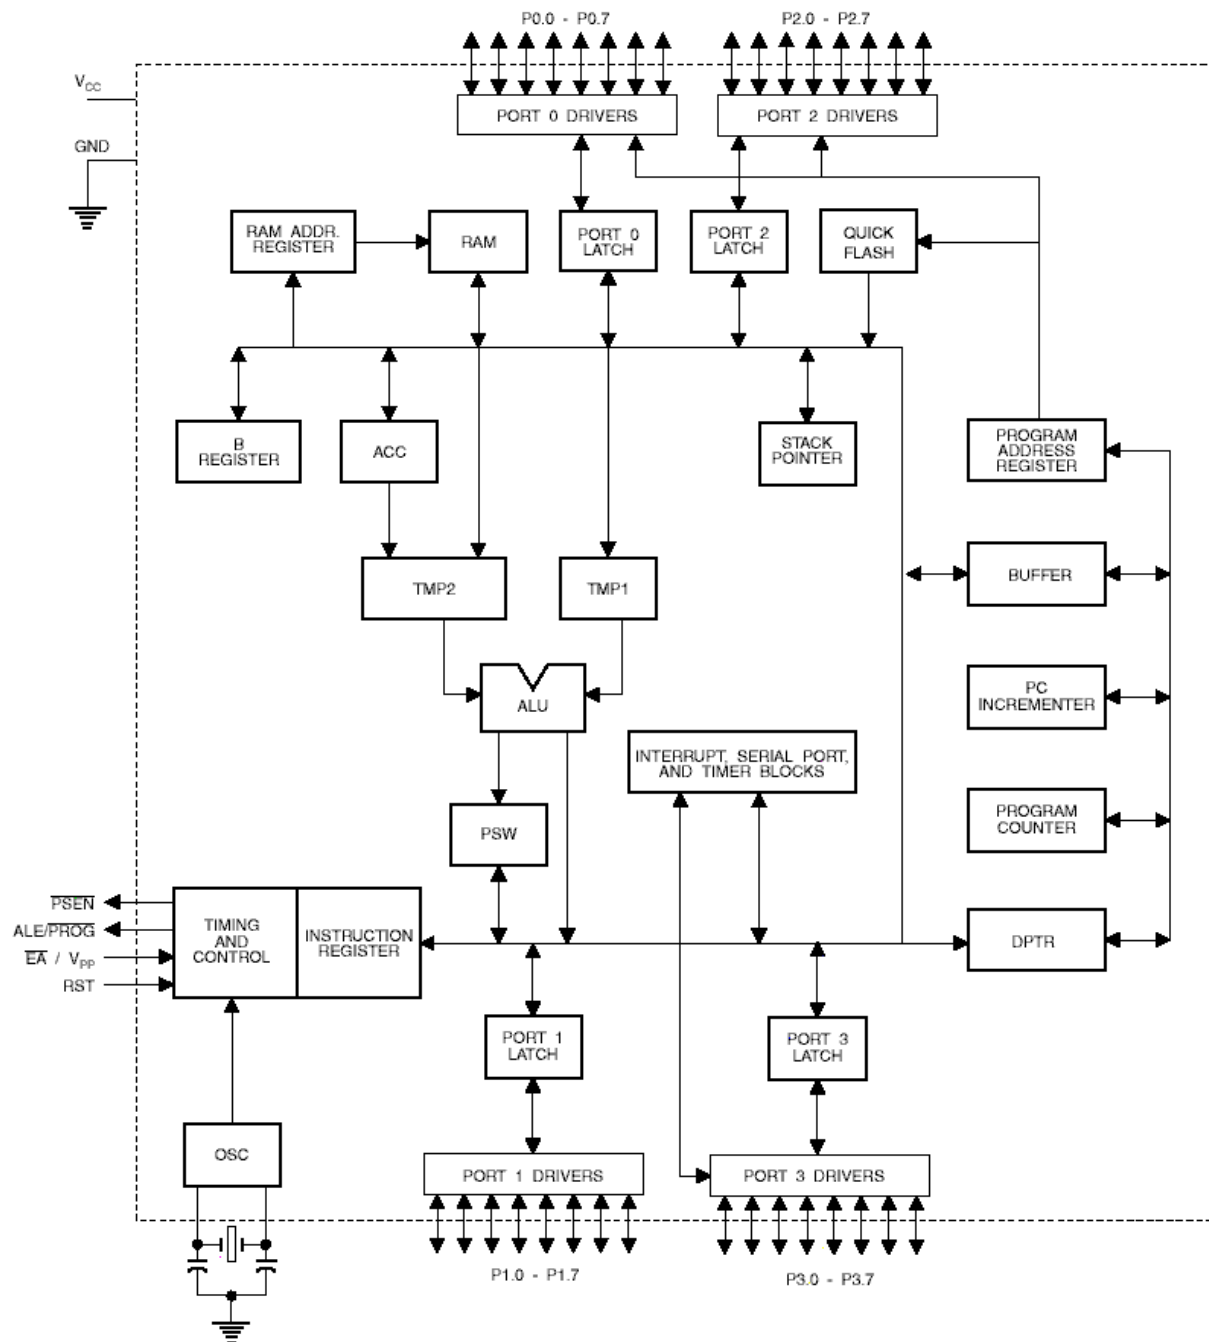 P0.0 - P0.7
P2.0 - P2.7
VCC
PORT 0 DRIVERS
PORT 2 DRIVERS
GND
RAM ADDR.
REGISTER
RAM
PORT 0
LATCH
PORT 2
LATCH
QUICK
FLASH
B
REGISTER
ACC
STACK
POINTER
PROGRAM
ADDRESS
REGISTER
BUFFER
TMP2
TMP1
PC
INCREMENTER
ALU
INTERRUPT, SERIAL PORT,
AND TIMER BLOCKS
PROGRAM
COUNTER
PSW
PSEN
ALE/PROG
EA / VPP
RST
TIMING
AND
CONTROL
INSTRUCTION
REGISTER
DPTR
PORT 1
LATCH
PORT 3
LATCH
OSC
PORT 1 DRIVERS
PORT 3 DRIVERS
P1.0 - P1.7
P3.0 - P3.7